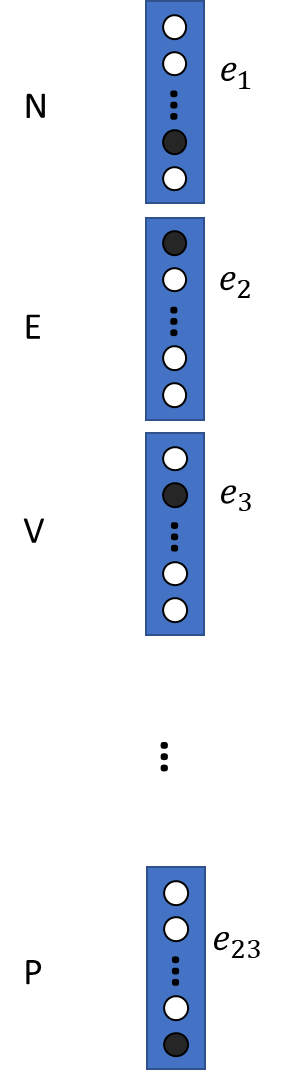 N e₁
E e₂
V e₃
⋮
P e₂₃